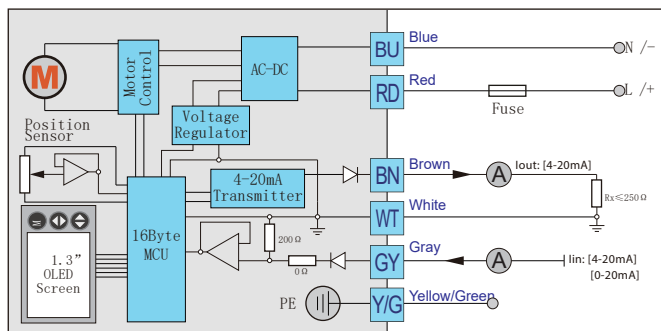 M
Motor
Control
AC-DC
Voltage
Regulator
Position
Sensor
4-20mA
Transmitter
16Byte
MCU
1.3”
OLED
Screen
200Ω
0Ω
PE
BU
Blue
N /-
RD
Red
Fuse
L /+
BN
Brown
A
Iout: [4-20mA]
Rx≤250Ω
WT
White
GY
Gray
A
Iin: [4-20mA]
[0-20mA]
Y/G
Yellow/Green